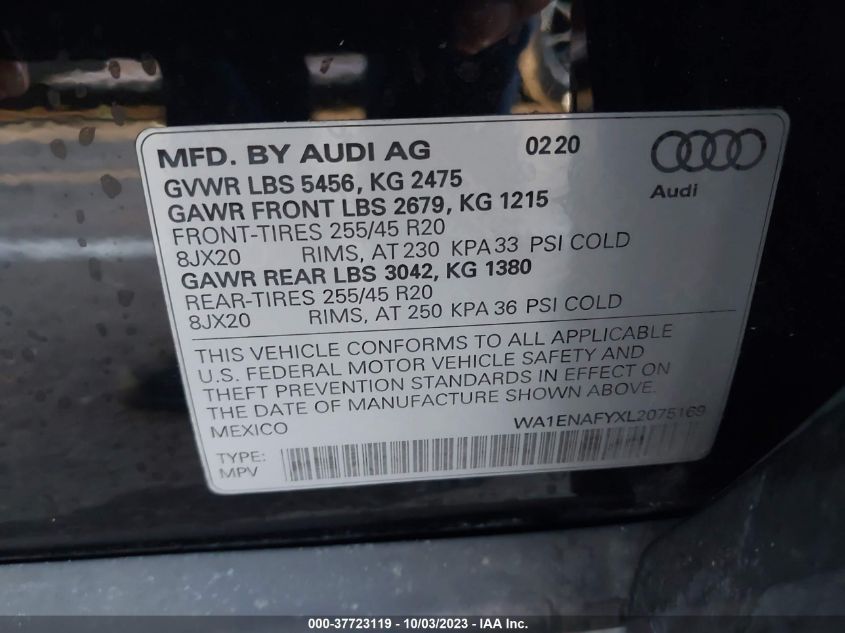 MFD. BY AUDI AG 0220
Audi
GVWR LBS 5456, KG 2475
GAWR FRONT LBS 2679, KG 1215
FRONT-TIRES 255/45 R20
8JX20 RIMS, AT 230 KPA 33 PSI COLD
GAWR REAR LBS 3042, KG 1380
REAR-TIRES 255/45 R20
8JX20 RIMS, AT 250 KPA 36 PSI COLD
THIS VEHICLE CONFORMS TO ALL APPLICABLE
U.S. FEDERAL MOTOR VEHICLE SAFETY AND
THEFT PREVENTION STANDARDS IN EFFECT ON
THE DATE OF MANUFACTURE SHOWN ABOVE.
MEXICO WA1ENAFYXL2075169
TYPE:
MPV
000-37723119 - 10/03/2023 - IAA Inc.